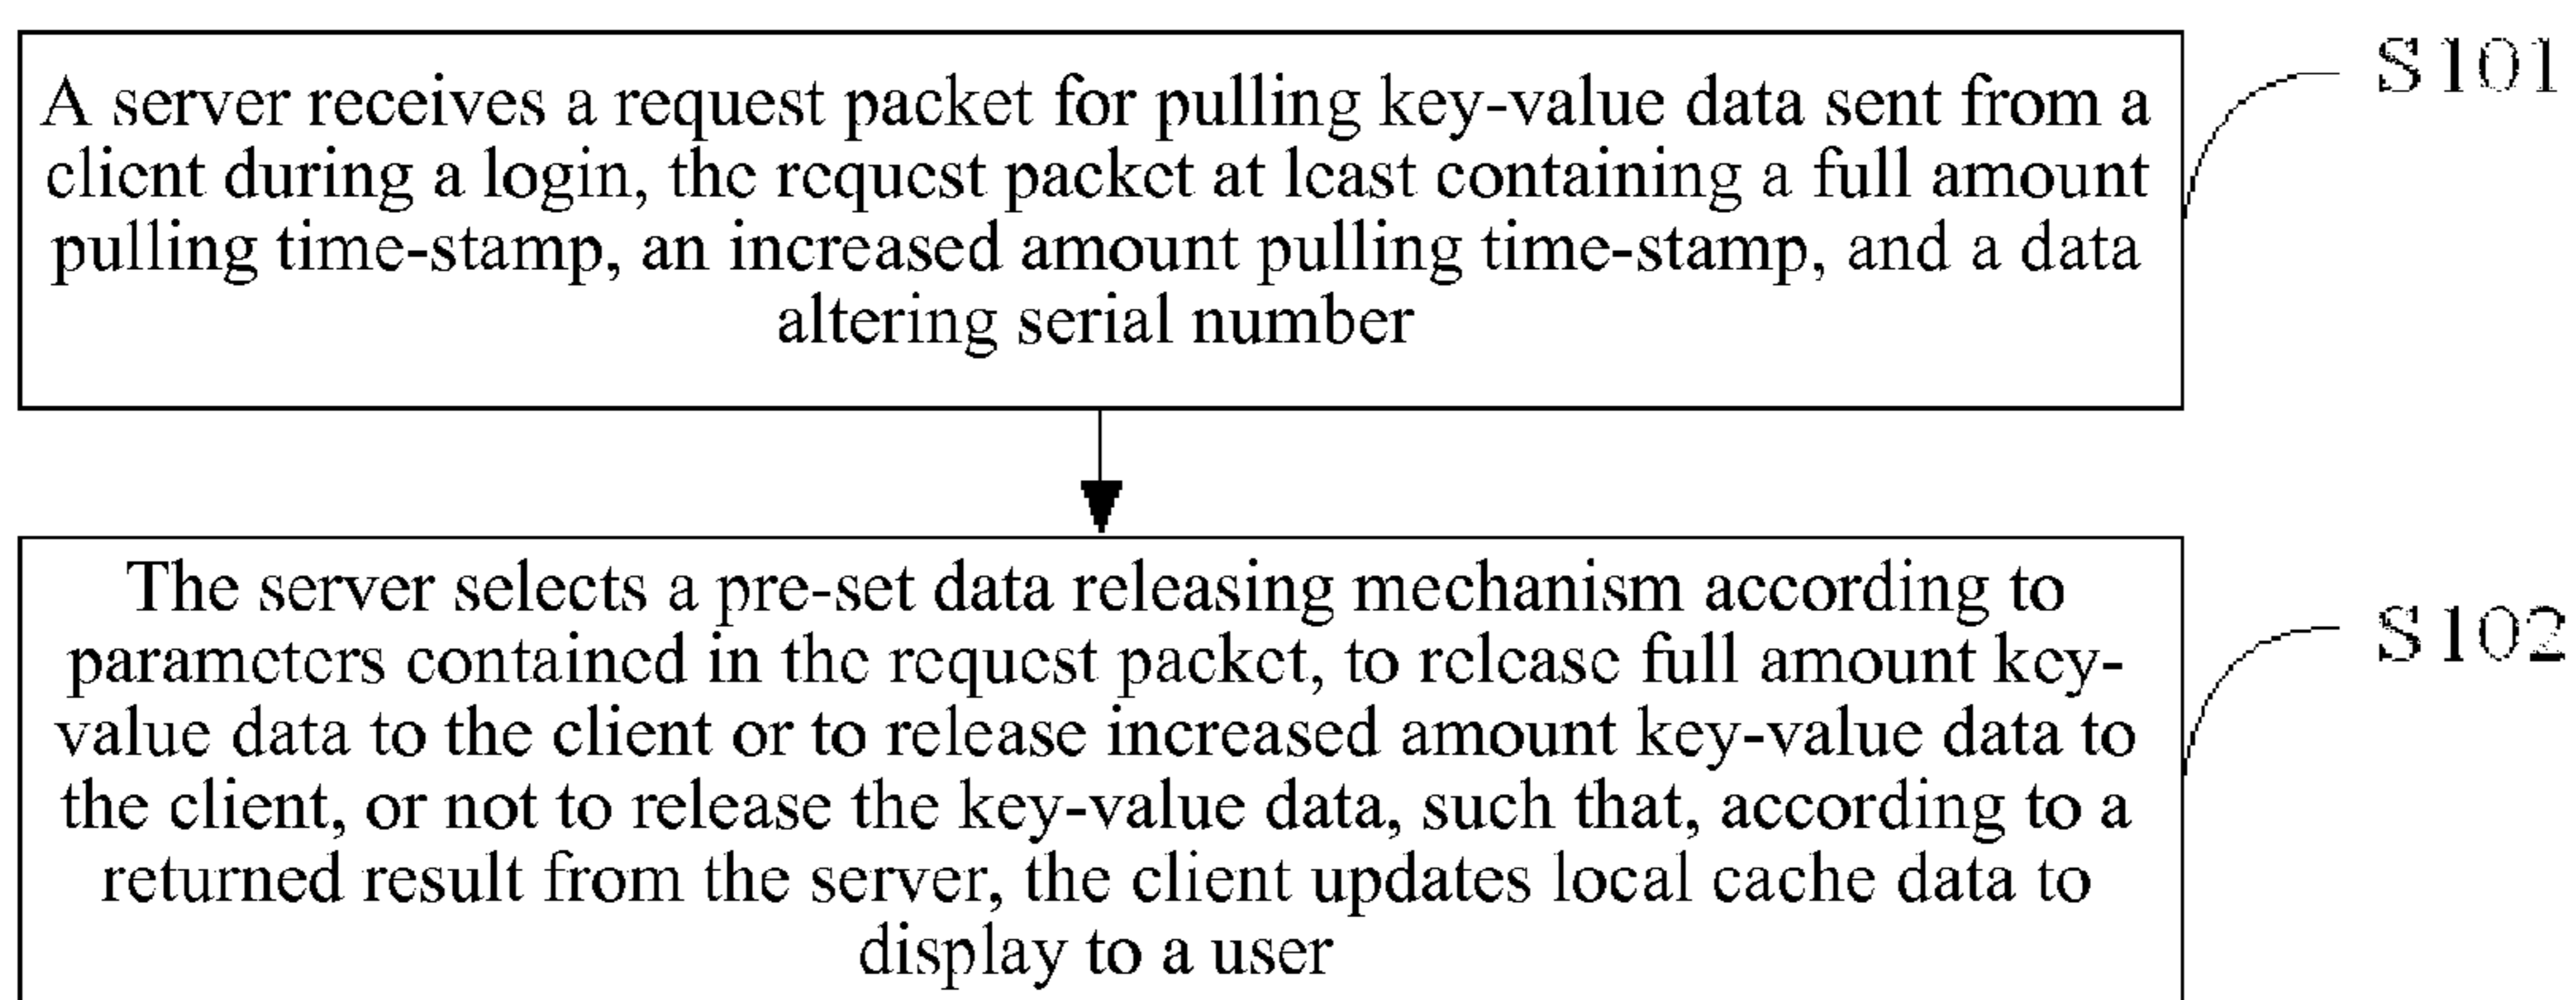 A server receives a request packet for pulling key-value data sent from a
client during a login, the request packet at least containing a full amount
pulling time-stamp, an increased amount pulling time-stamp, and a data
altering serial number
S101
The server selects a pre-set data releasing mechanism according to
parameters contained in the request packet, to release full amount key-
value data to the client or to release increased amount key-value data to
the client, or not to release the key-value data, such that, according to a
returned result from the server, the client updates local cache data to
display to a user
S102